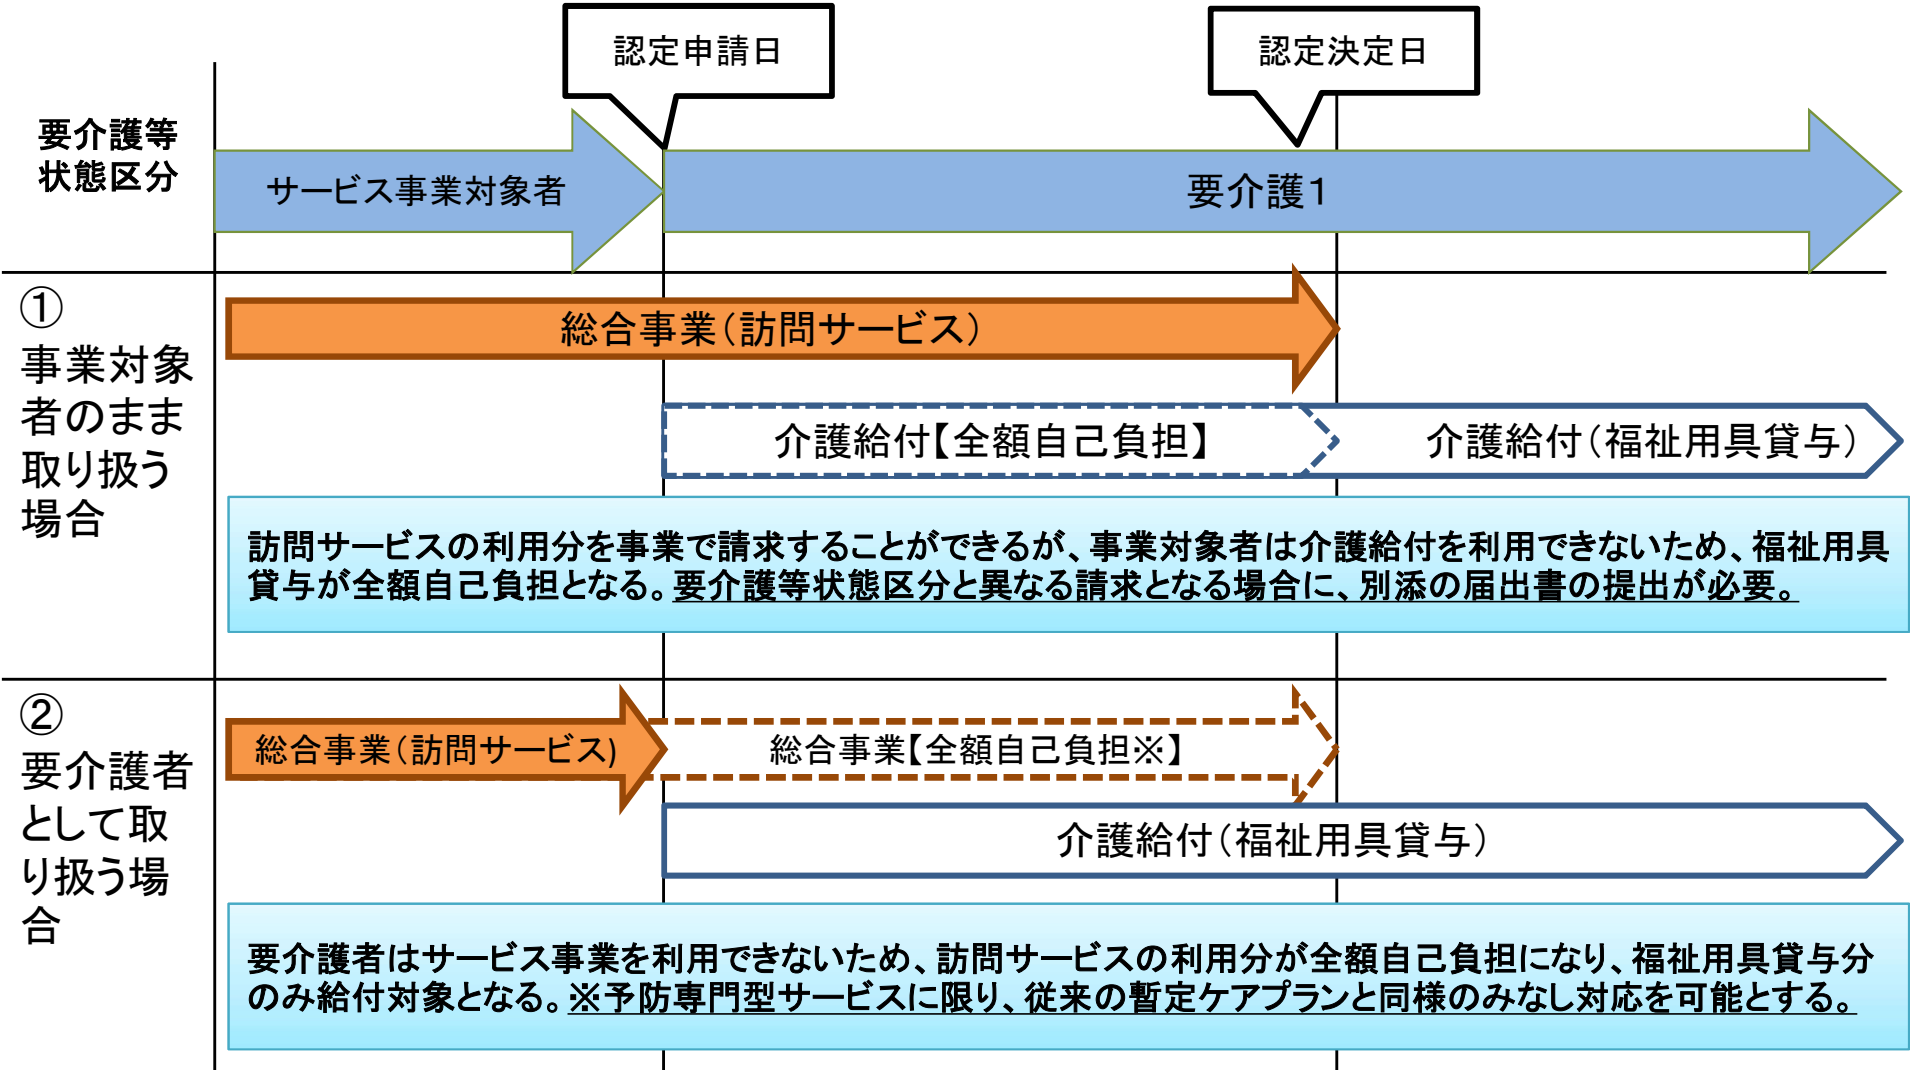 認定申請日
認定決定日
要介護等
状態区分
サービス事業対象者
要介護1
①
事業対象
者のまま
取り扱う
場合
総合事業（訪問サービス）
介護給付【全額自己負担】
介護給付（福祉用具貸与）
訪問サービスの利用分を事業で請求することができるが、事業対象者は介護給付を利用できないため、福祉用具
貸与が全額自己負担となる。要介護等状態区分と異なる請求となる場合に、別添の届出書の提出が必要。
②
要介護者
として取
り扱う場
合
総合事業（訪問サービス)
総合事業【全額自己負担※】
介護給付（福祉用具貸与）
要介護者はサービス事業を利用できないため、訪問サービスの利用分が全額自己負担になり、福祉用具貸与分
のみ給付対象となる。※予防専門型サービスに限り、従来の暫定ケアプランと同様のみなし対応を可能とする。